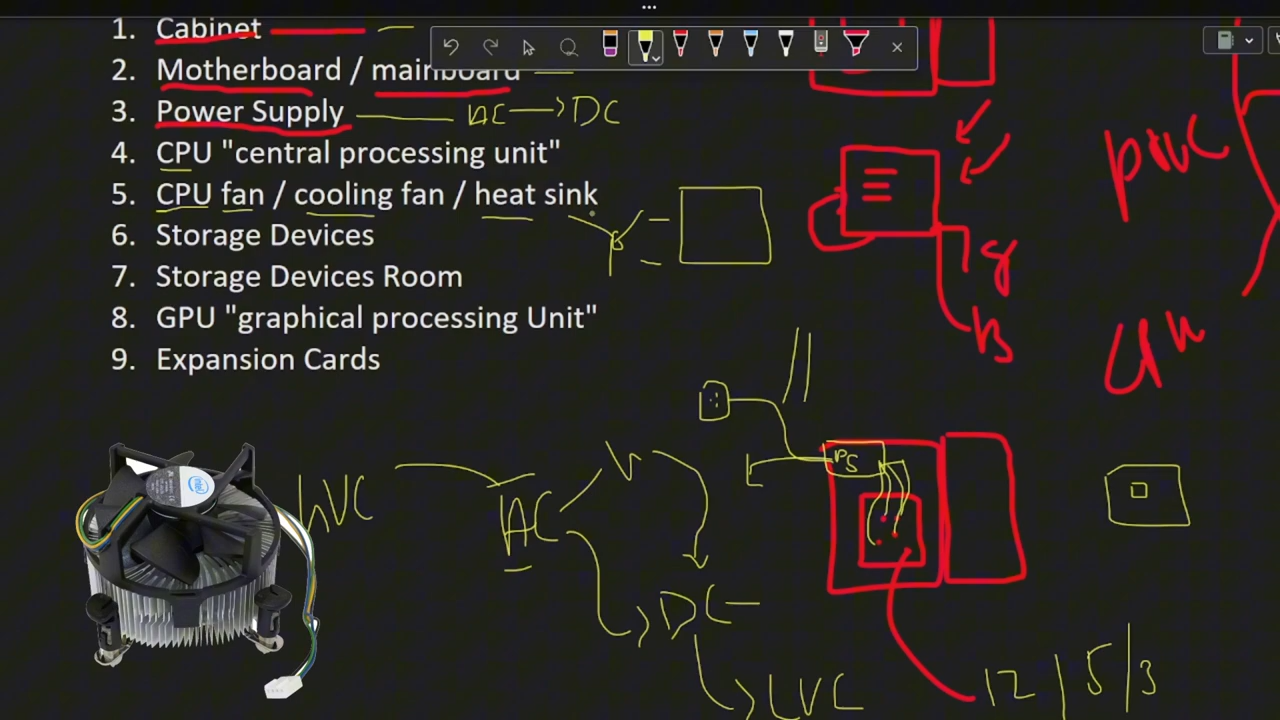 1. Cabinet
2. Motherboard / mainboard
3. Power Supply AC → DC
4. CPU "central processing unit"
5. CPU fan / cooling fan / heat sink
6. Storage Devices
7. Storage Devices Room
8. GPU "graphical processing Unit"
9. Expansion Cards
PS
hVC
AC
DC
LVC
12 | 5 | 3
intel